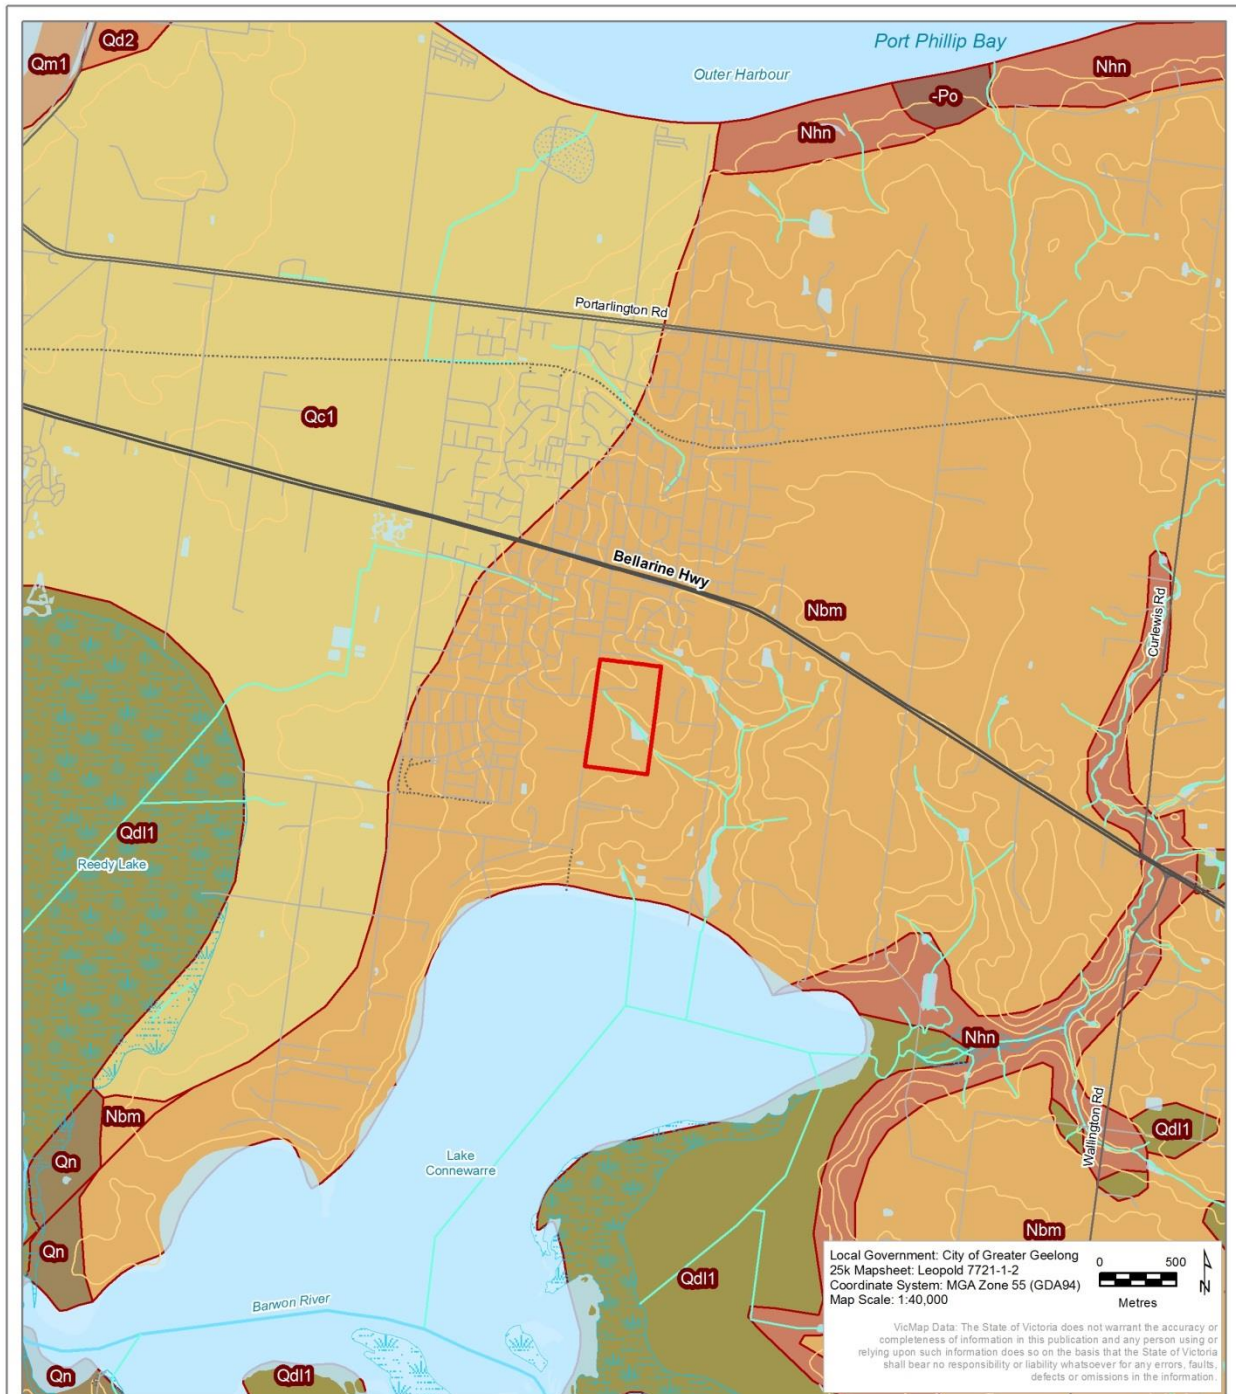 Qd2
Qm1
Port Phillip Bay
Outer Harbour
Nhn
-Po
Nhn
Portarlington Rd
Qc1
Bellarine Hwy
Nbm
Curlewis Rd
Qdl1
Reedy Lake
Nhn
Nbm
Wallington Rd
Qdl1
Qn
Lake
Connewarre
Nbm
Qn
Qdl1
Barwon River
Qn
Qdl1
Local Government: City of Greater Geelong
25k Mapsheet: Leopold 7721-1-2
Coordinate System: MGA Zone 55 (GDA94)
Map Scale: 1:40,000
0 500
Metres
N
VicMap Data: The State of Victoria does not warrant the accuracy or
completeness of information in this publication and any person using or
relying upon such information does so on the basis that the State of Victoria
shall bear no responsibility or liability whatsoever for any errors, faults,
defects or omissions in the information.